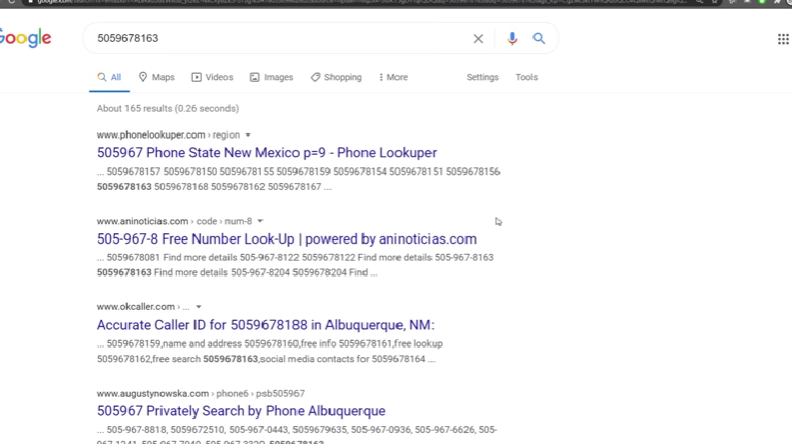 Google
5059678163
All Maps Videos Images Shopping More Settings Tools
About 165 results (0.26 seconds)
www.phonelookuper.com › region
505967 Phone State New Mexico p=9 - Phone Lookuper
... 5059678157 5059678150 5059678155 5059678159 5059678154 5059678151 5059678156
5059678163 5059678168 5059678162 5059678167 ...
www.aninoticias.com › code › num-8
505-967-8 Free Number Look-Up | powered by aninoticias.com
... 5059678081 Find more details 505-967-8122 5059678122 Find more details 505-967-8163
5059678163 Find more details 505-967-8204 5059678204 Find ...
www.okcaller.com › ...
Accurate Caller ID for 5059678188 in Albuquerque, NM:
... 5059678159,name and address 5059678160,free info 5059678161,free lookup
5059678162,free search 5059678163,social media contacts for 5059678164 ...
www.augustynowska.com › phone6 › psb505967
505967 Privately Search by Phone Albuquerque
... 505-967-8818, 5059672510, 505-967-0443, 5059679635, 505-967-0936, 505-967-6626, 505-